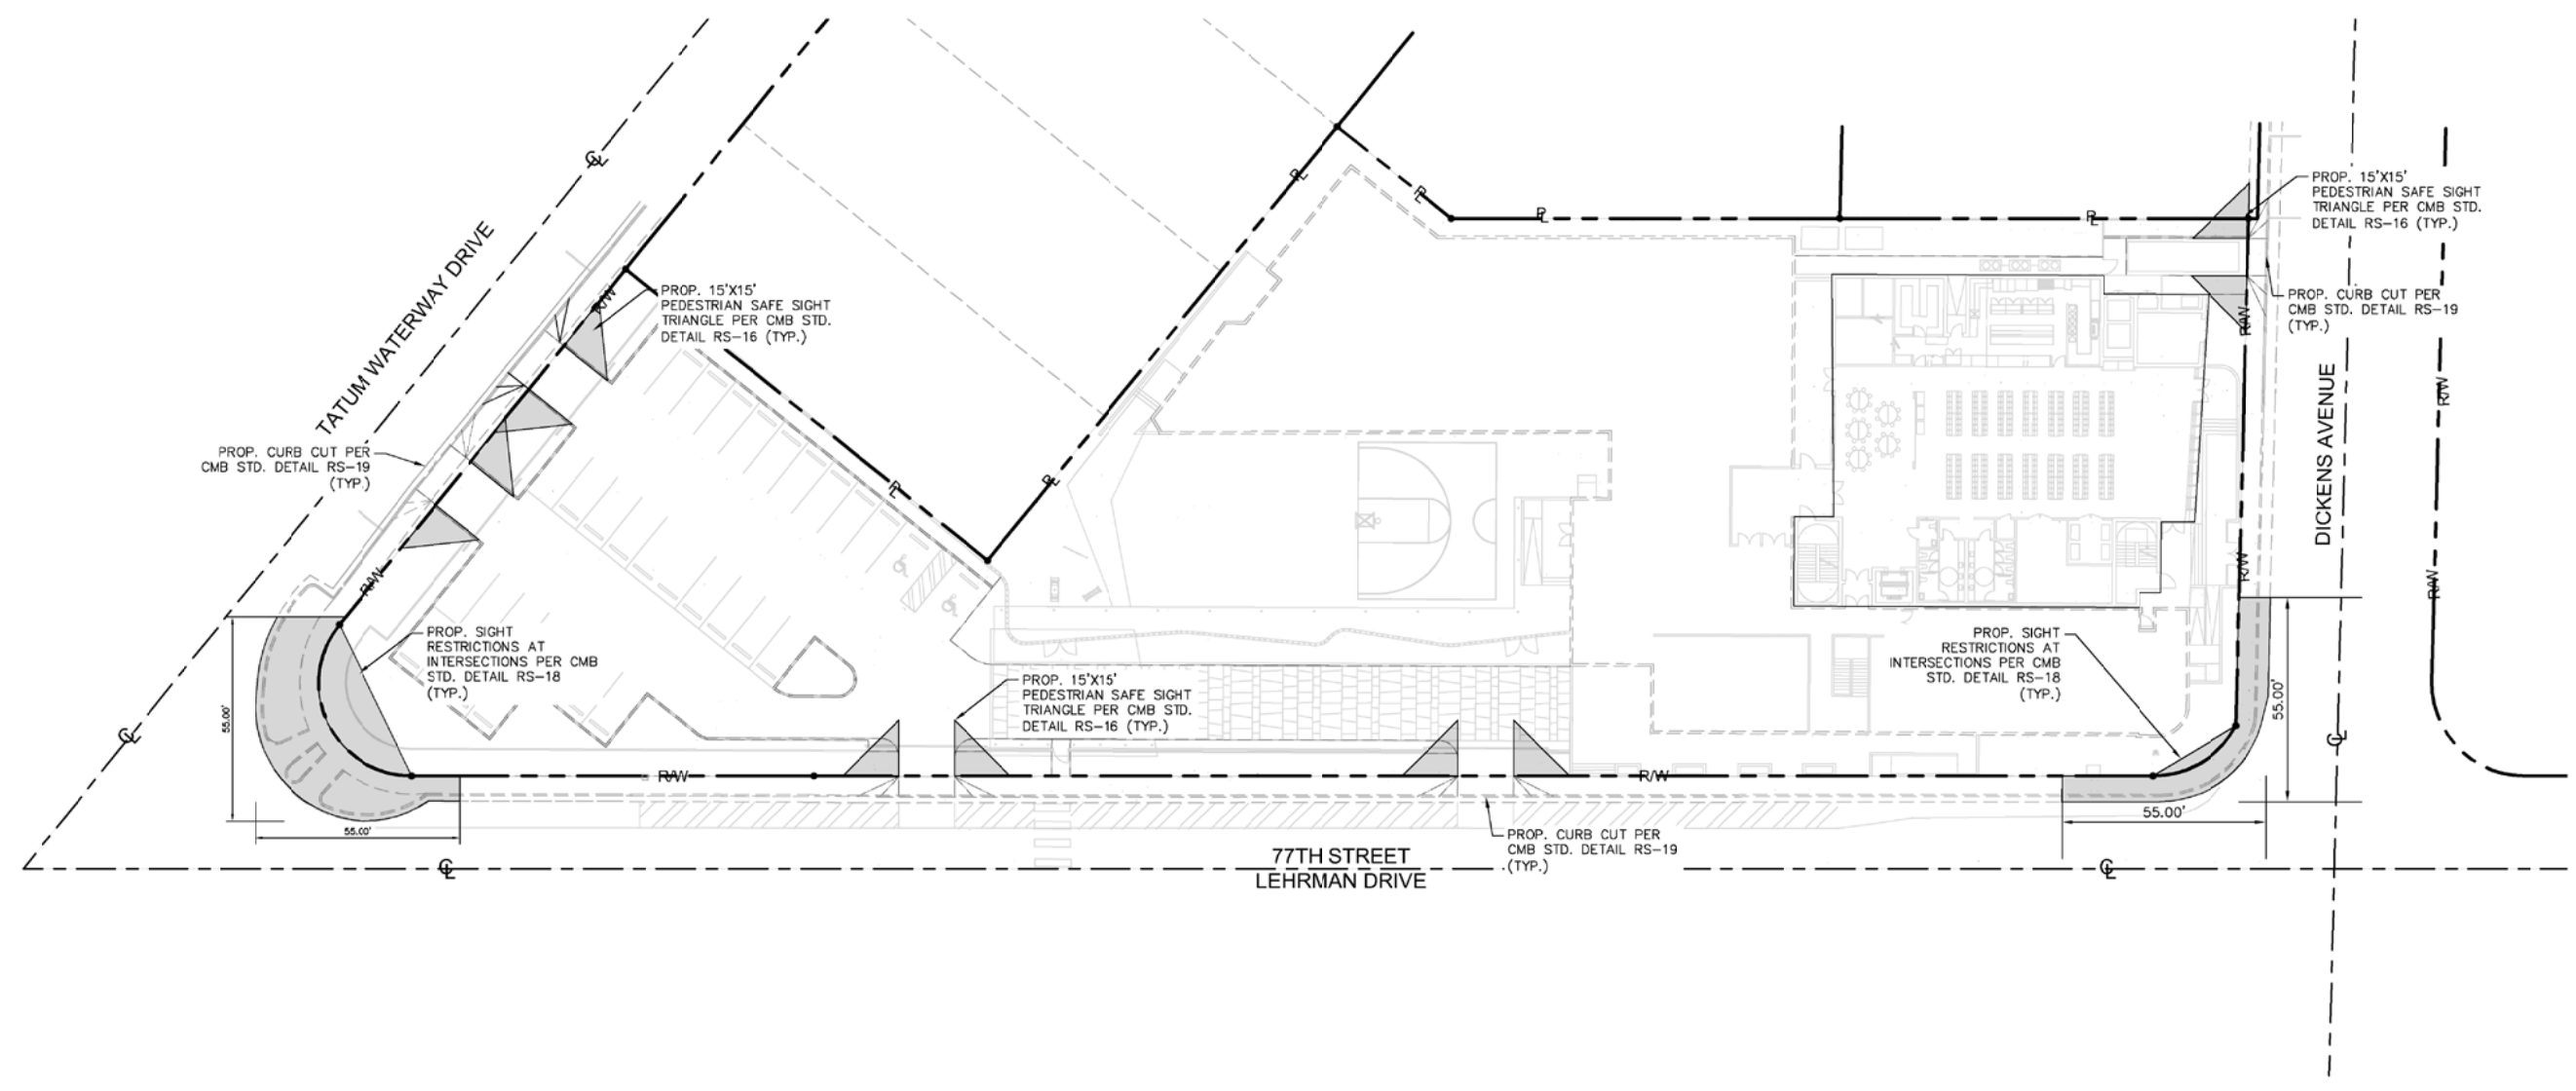 PROP. 15'X15'
PEDESTRIAN SAFE SIGHT
TRIANGLE PER CMB STD.
DETAIL RS-16 (TYP.)
℄
TATUM WATERWAY DRIVE
PROP. 15'X15'
PEDESTRIAN SAFE SIGHT
TRIANGLE PER CMB STD.
DETAIL RS-16 (TYP.)
R/W
PL
PL
PL
PL
PROP. CURB CUT PER
CMB STD. DETAIL RS-19
(TYP.)
R/W
R/W
DICKENS AVENUE
PROP. CURB CUT PER
CMB STD. DETAIL RS-19
(TYP.)
PL
PL
R/W
R/W
R/W
PROP. SIGHT
RESTRICTIONS AT
INTERSECTIONS PER CMB
STD. DETAIL RS-18
(TYP.)
PROP. SIGHT
RESTRICTIONS AT
INTERSECTIONS PER CMB
STD. DETAIL RS-18
(TYP.)
PROP. 15'X15'
PEDESTRIAN SAFE SIGHT
TRIANGLE PER CMB STD.
DETAIL RS-16 (TYP.)
55.00'
55.00'
℄
℄
R/W
R/W
55.00'
55.00'
PROP. CURB CUT PER
CMB STD. DETAIL RS-19
(TYP.)
77TH STREET
LEHRMAN DRIVE
℄
℄